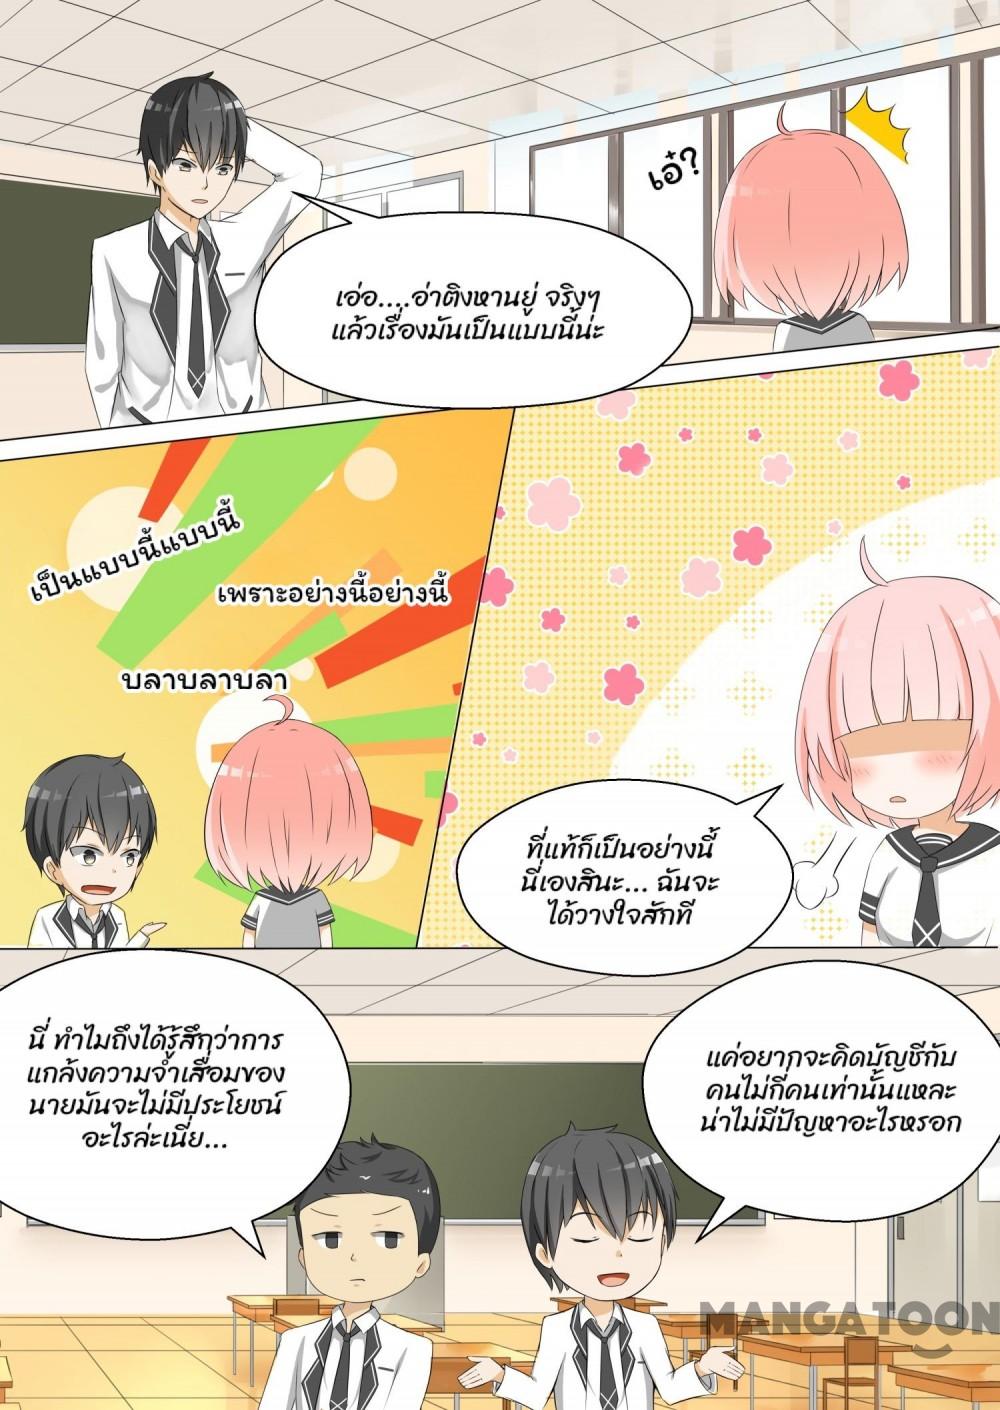 เอ๋?
เอ่อ....อ่าติงหานยู่ จริงๆ
แล้วเรื่องมันเป็นแบบนี้น่ะ
เป็นแบบนี้แบบนี้
เพราะอย่างนี้อย่างนี้
บลาบลาบลา
ที่แท้ก็เป็นอย่างนี้
นี่เองสินะ... ฉันจะ
ได้วางใจสักที
นี่ ทำไมถึงได้รู้สึกว่าการ
แกล้งความจำเสื่อมของ
นายมันจะไม่มีประโยชน์
อะไรล่ะเนี่ย...
แค่อยากจะคิดบัญชีกับ
คนไม่กี่คนเท่านั้นแหละ
น่าไม่มีปัญหาอะไรหรอก
MANGATOON